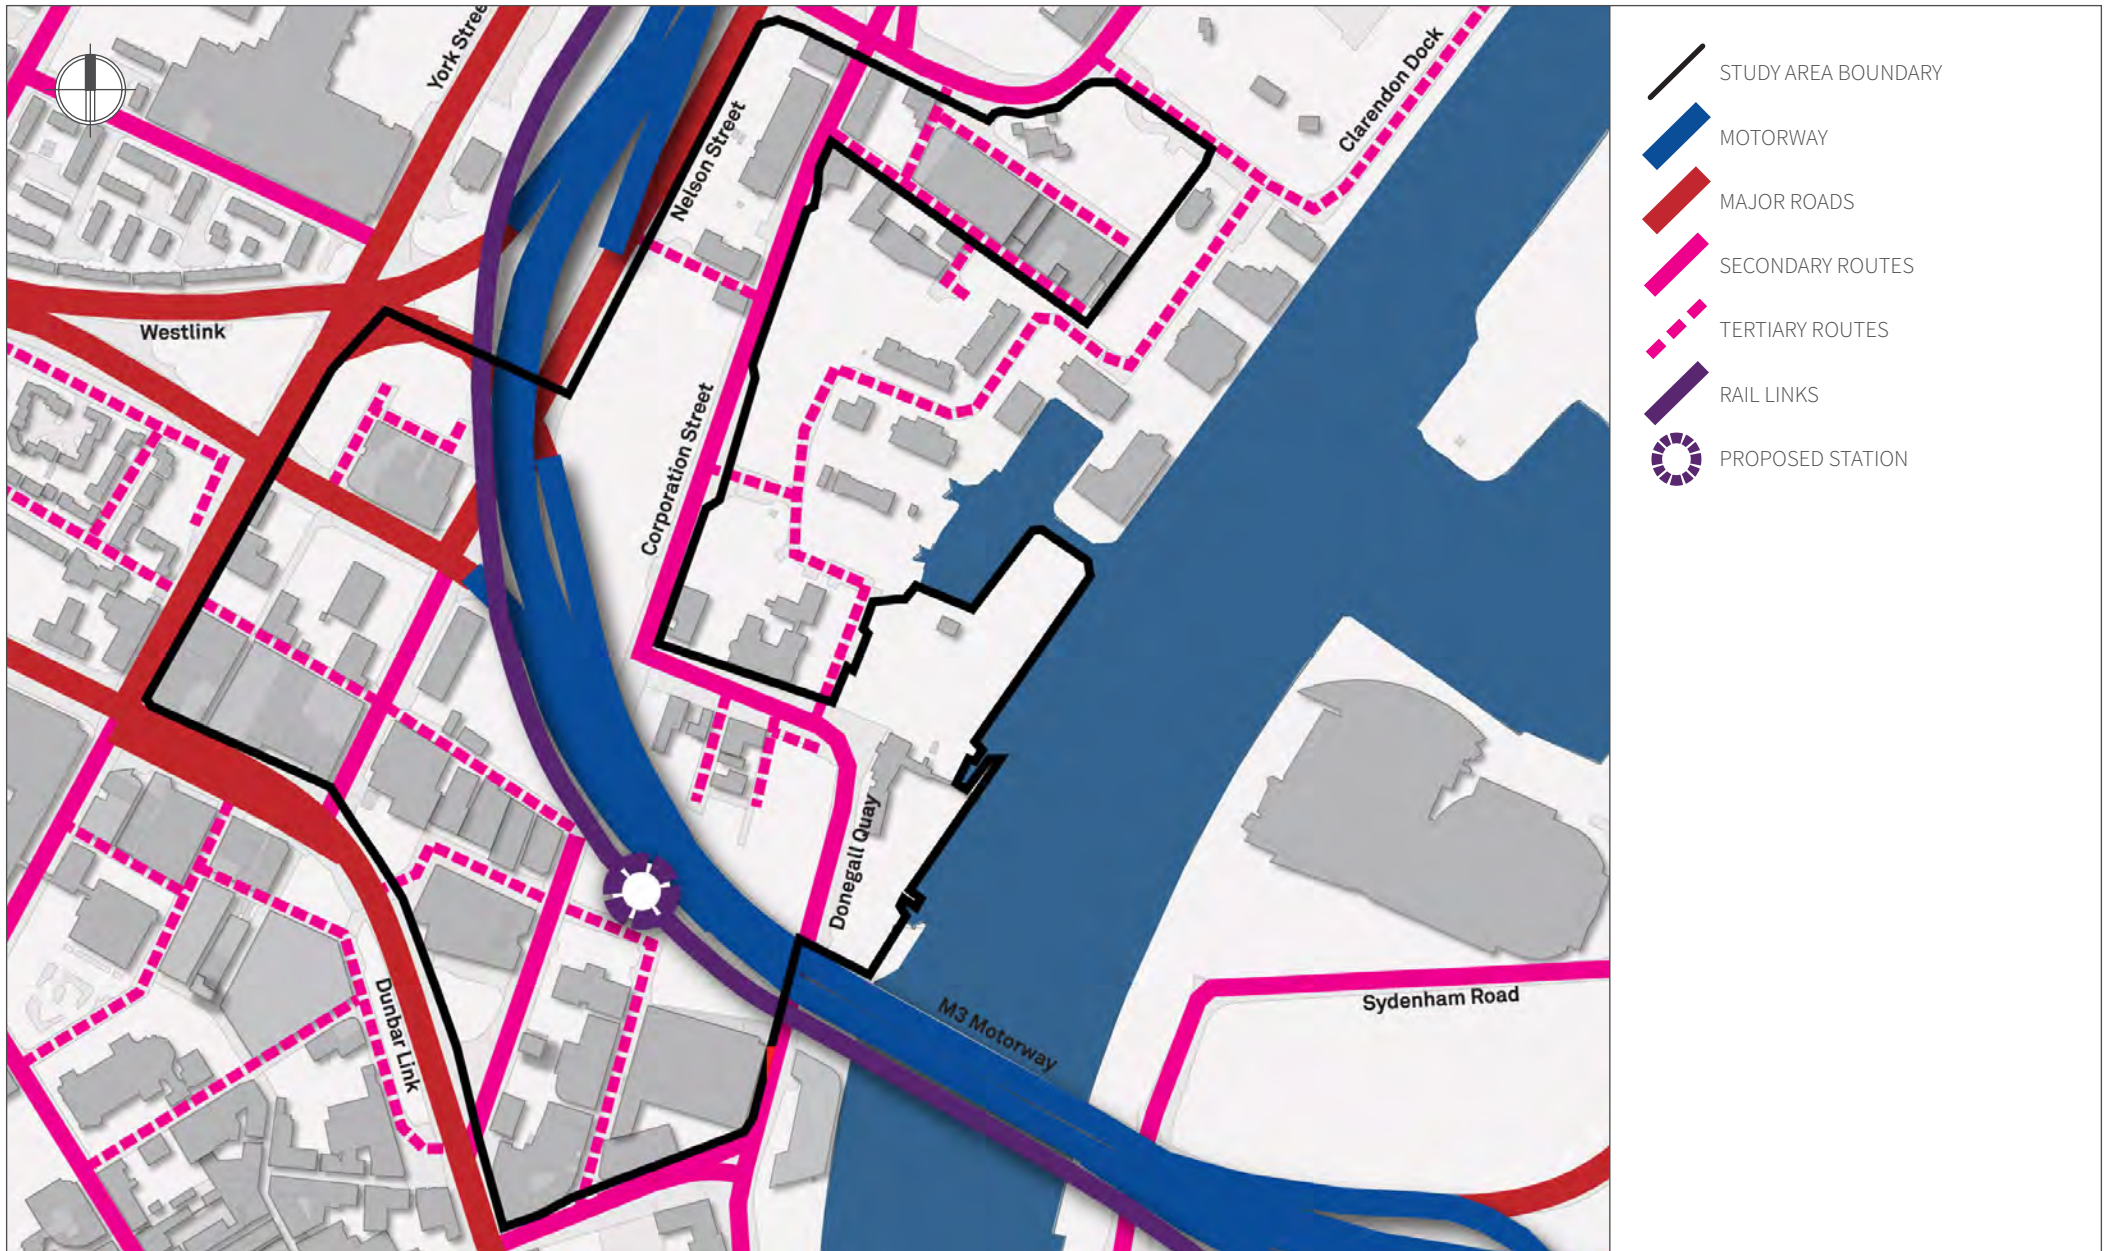 York Stree
Nelson Street
Clarendon Dock
Westlink
Corporation Street
Donegall Quay
Dunbar Link
M3 Motorway
Sydenham Road
STUDY AREA BOUNDARY
MOTORWAY
MAJOR ROADS
SECONDARY ROUTES
TERTIARY ROUTES
RAIL LINKS
PROPOSED STATION